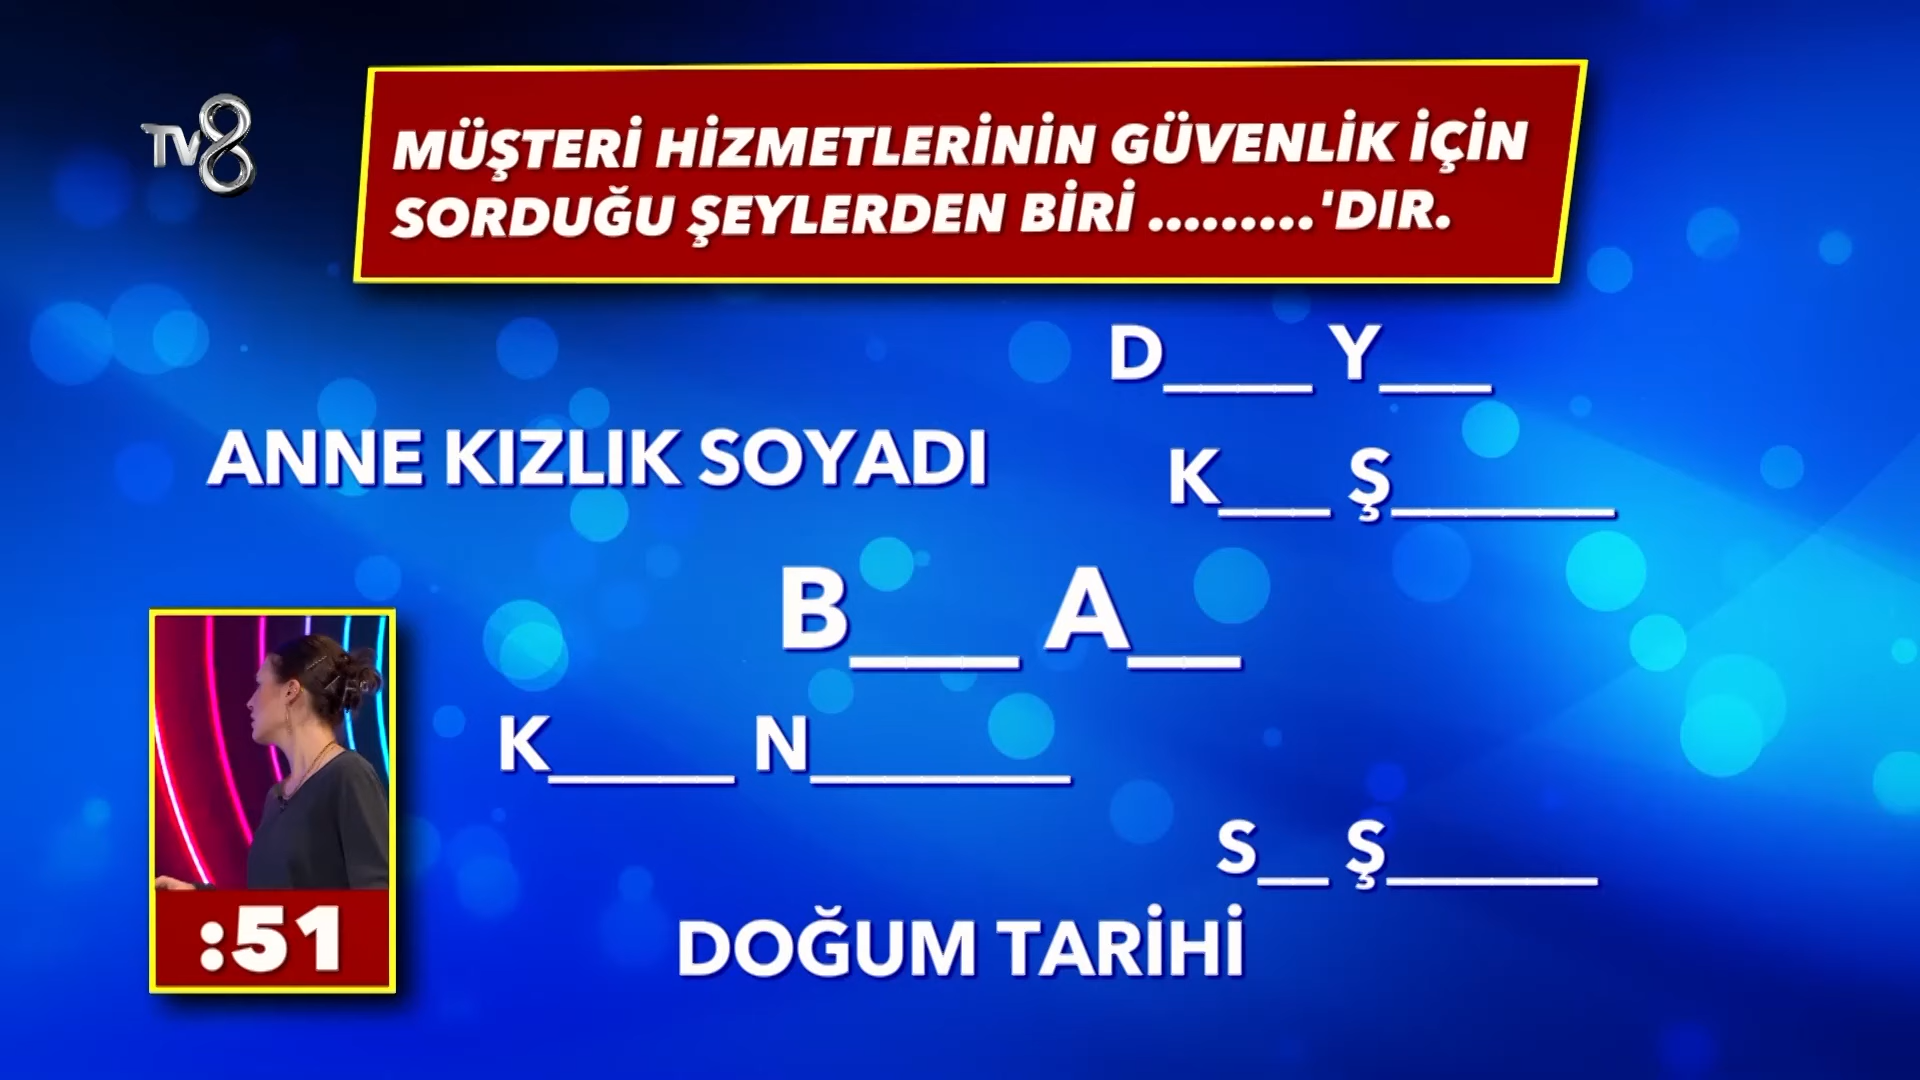 TV8
MÜŞTERİ HİZMETLERİNİN GÜVENLİK İÇİN
SORDUĞU ŞEYLERDEN BİRİ .........'DIR.
D____ Y___
ANNE KIZLIK SOYADI
K___ Ş______
B___ A__
K_____ N_______
S__ Ş______
DOĞUM TARİHİ
:51